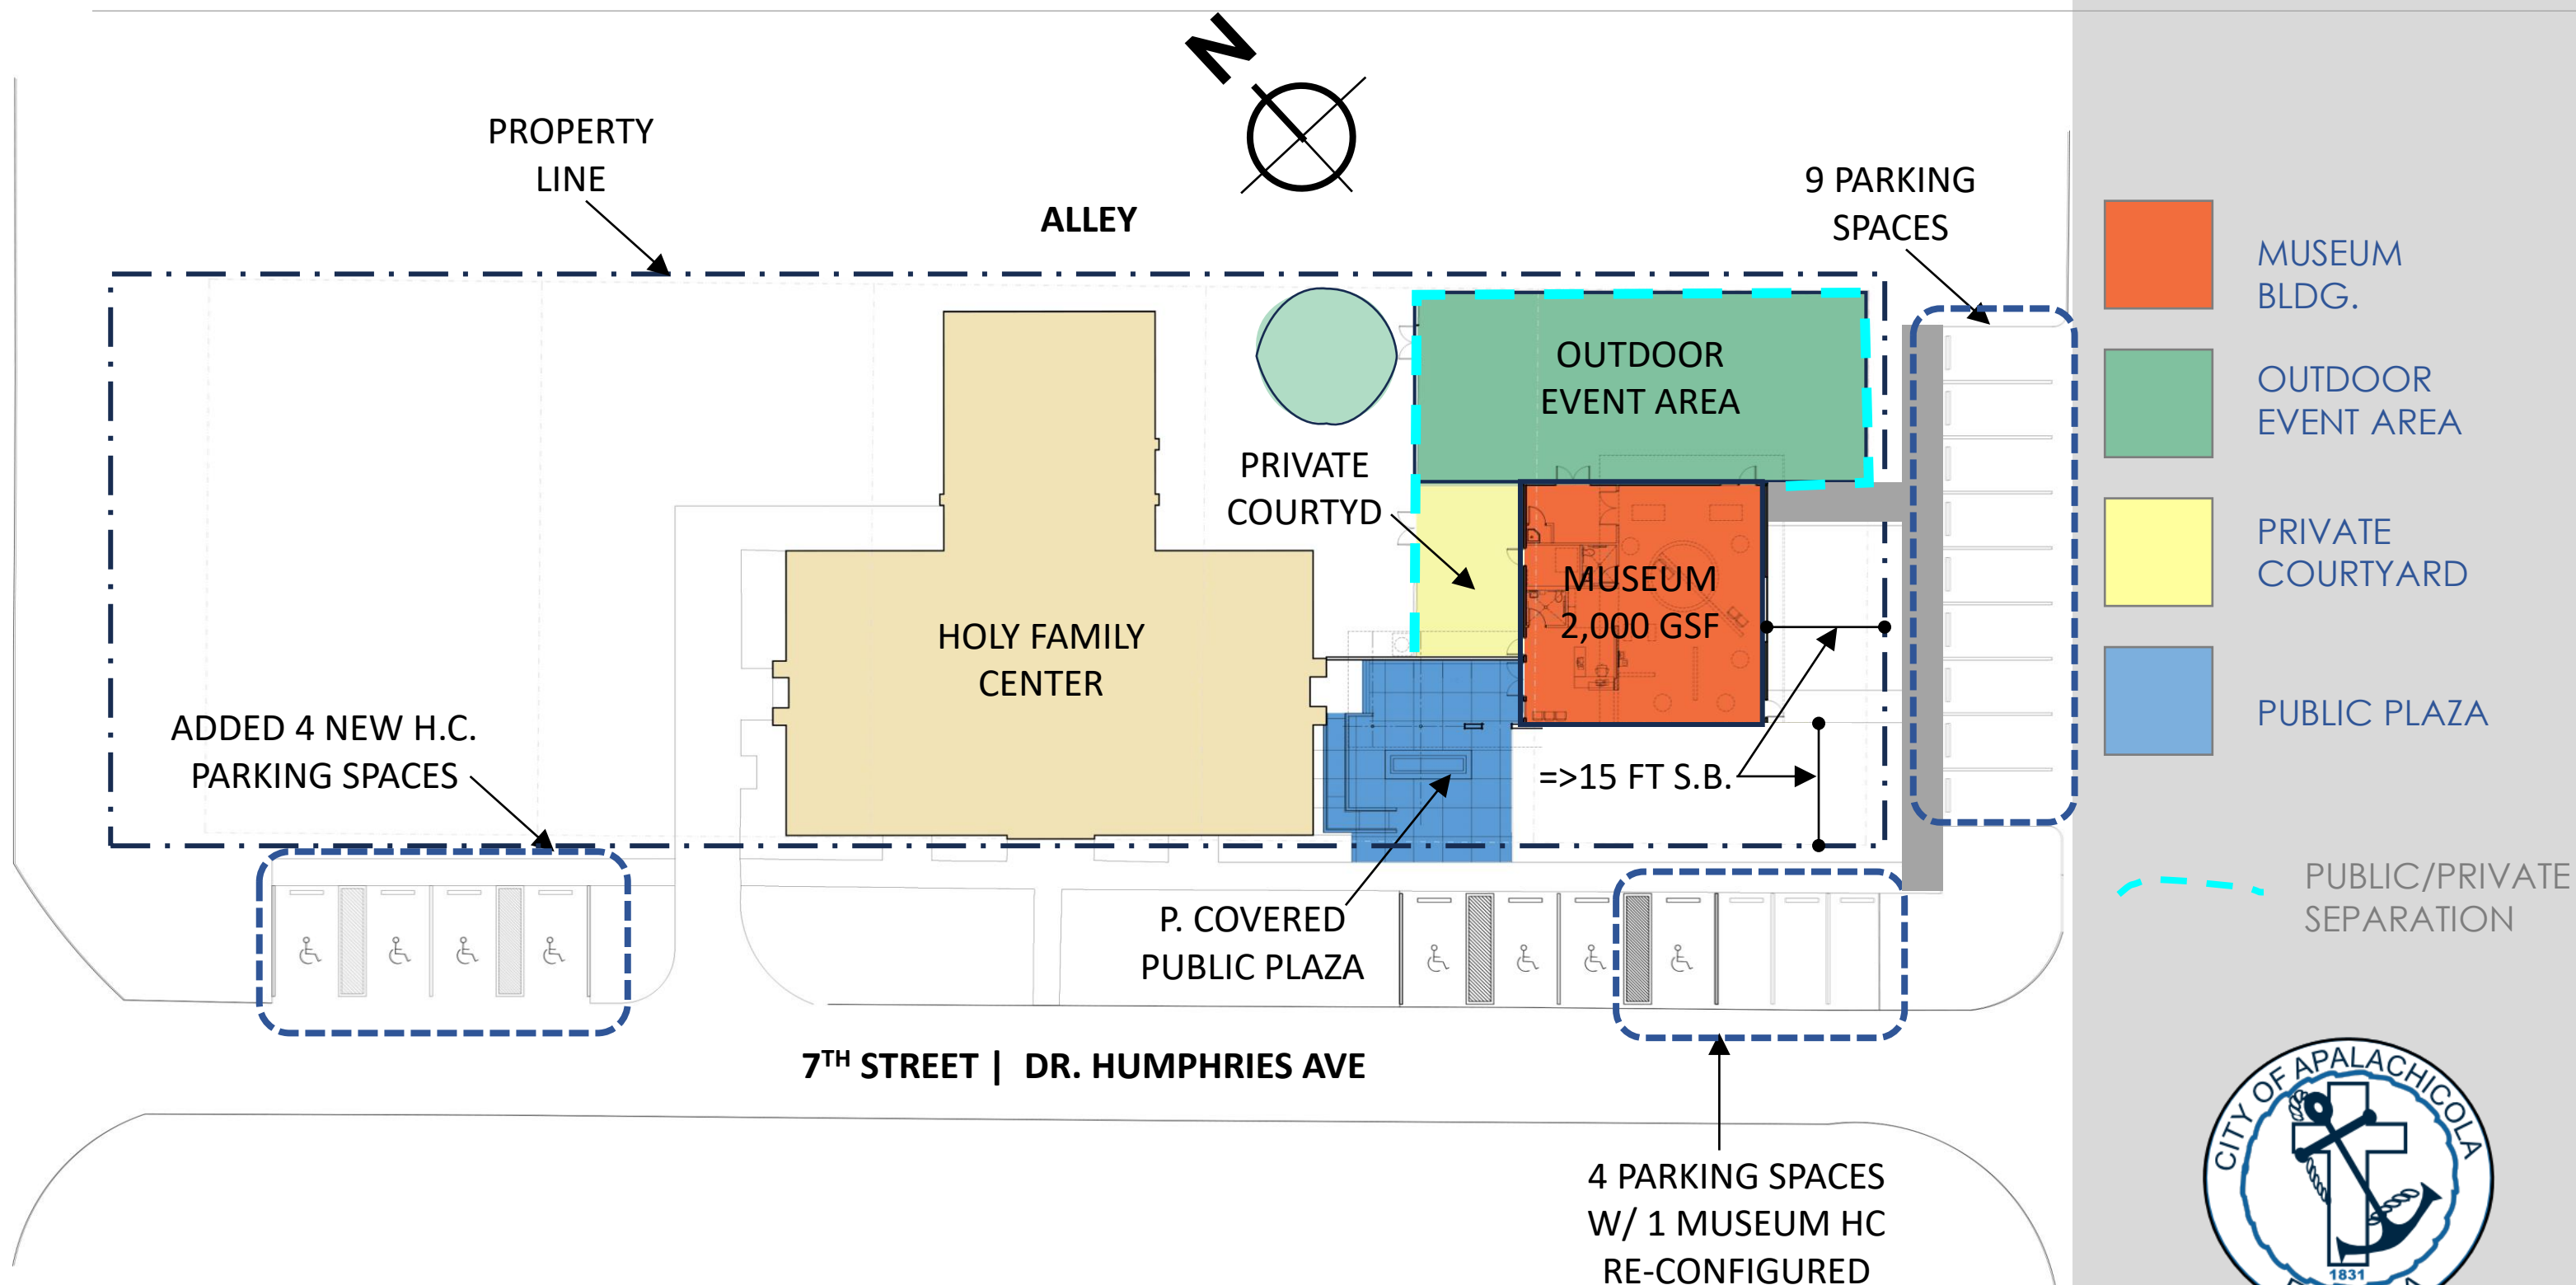 N
PROPERTY
LINE
ALLEY
9 PARKING
SPACES
OUTDOOR
EVENT AREA
PRIVATE
COURTYD
MUSEUM
2,000 GSF
HOLY FAMILY
CENTER
ADDED 4 NEW H.C.
PARKING SPACES
=>15 FT S.B.
P. COVERED
PUBLIC PLAZA
7TH STREET | DR. HUMPHRIES AVE
4 PARKING SPACES
W/ 1 MUSEUM HC
RE-CONFIGURED
MUSEUM
BLDG.
OUTDOOR
EVENT AREA
PRIVATE
COURTYARD
PUBLIC PLAZA
PUBLIC/PRIVATE
SEPARATION
CITY OF APALACHICOLA
1831